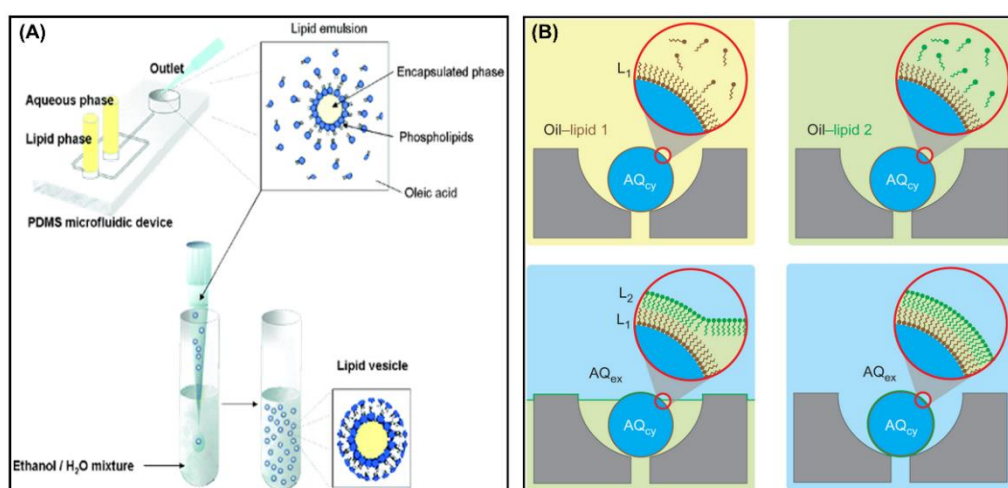 (A)
Lipid emulsion
Outlet
Encapsulated phase
Aqueous phase
Lipid phase
Phospholipids
Oleic acid
PDMS microfluidic device
Lipid vesicle
Ethanol / H₂O mixture
(B)
L₁
Oil–lipid 1
AQcy
Oil–lipid 2
AQcy
L₂
L₁
AQex
AQcy
AQex
AQcy